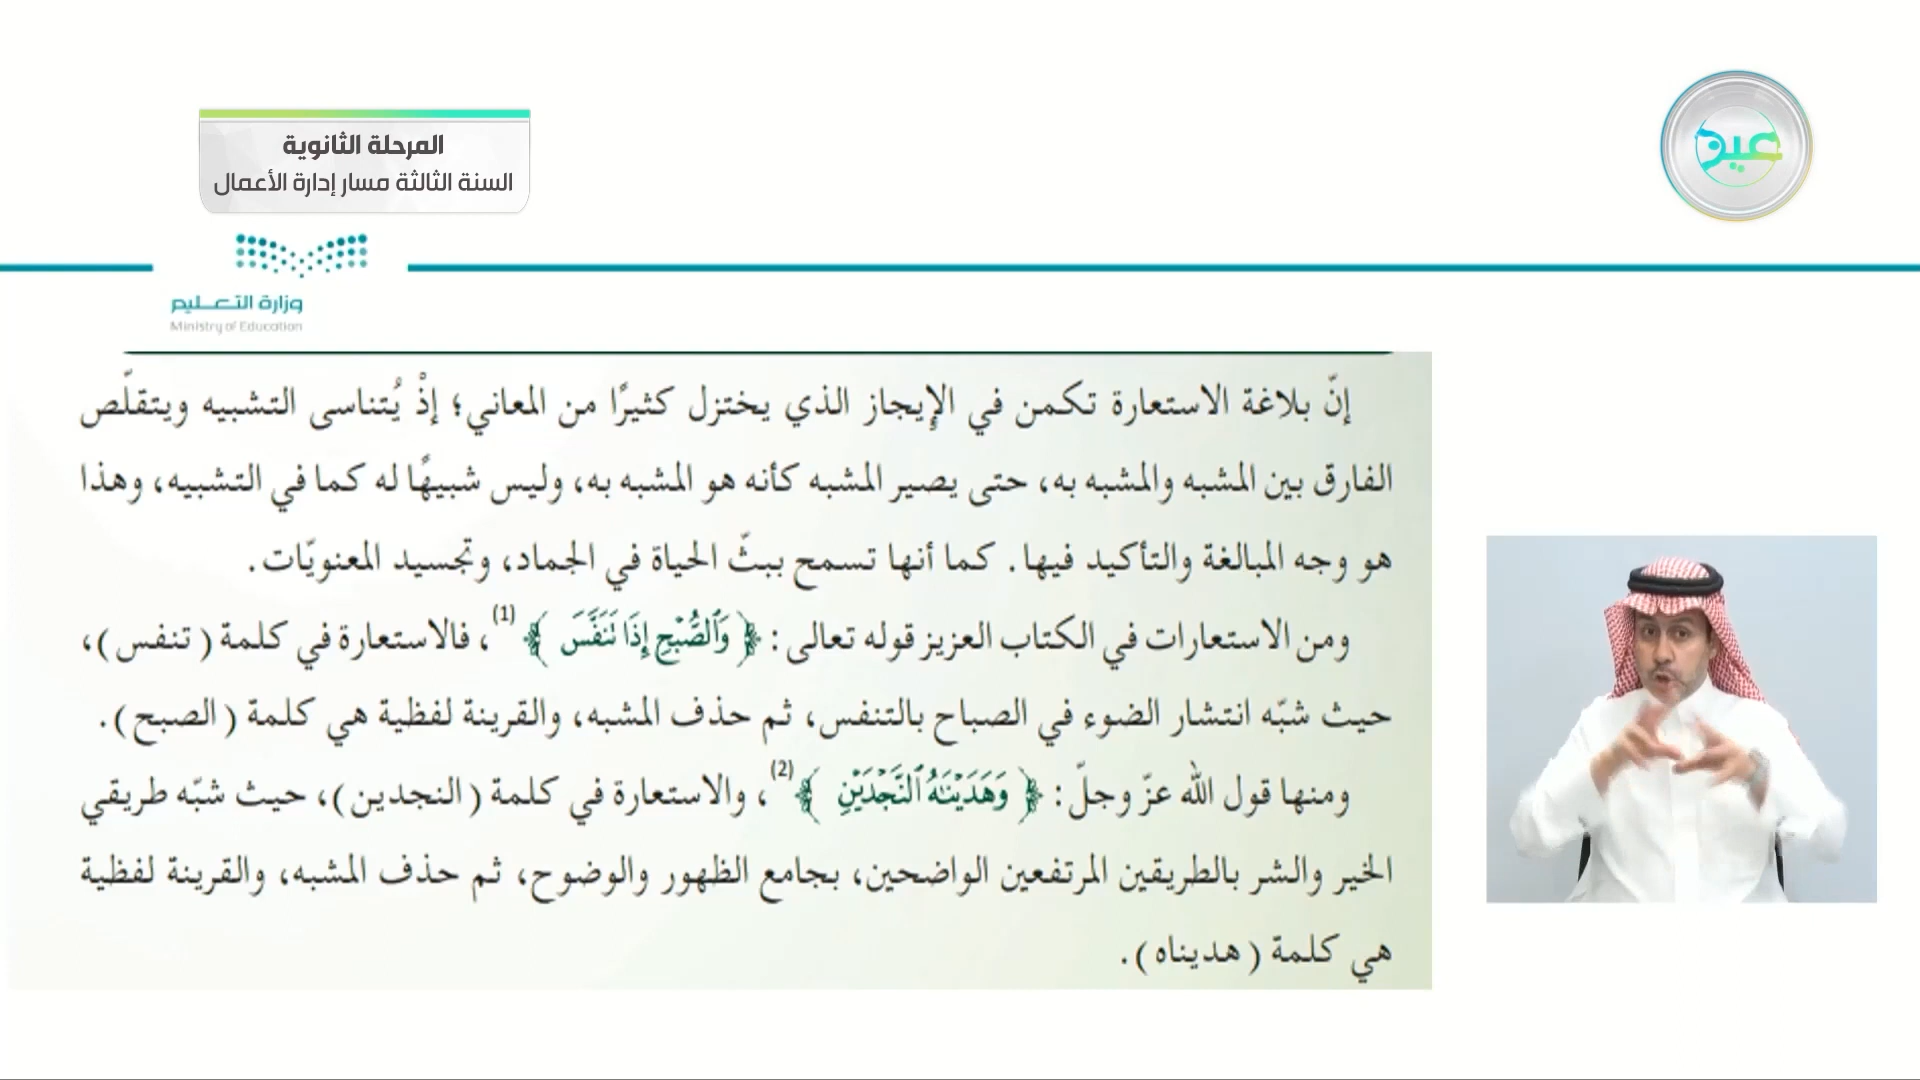 المرحلة الثانوية
السنة الثالثة مسار إدارة الأعمال
عين
وزارة التعليم
Ministry of Education
إنّ بلاغة الاستعارة تكمن في الإيجاز الذي يختزل كثيرًا من المعاني؛ إذْ يُتناسى التشبيه ويتقلّص
الفارق بين المشبه والمشبه به، حتى يصير المشبه كأنه هو المشبه به، وليس شبيهًا له كما في التشبيه، وهذا
هو وجه المبالغة والتأكيد فيها. كما أنها تسمح ببثّ الحياة في الجماد، وتجسيد المعنويّات.
ومن الاستعارات في الكتاب العزيز قوله تعالى: ﴿ وَٱلصُّبْحِ إِذَا تَنَفَّسَ ﴾(1)، فالاستعارة في كلمة (تنفس)،
حيث شبّه انتشار الضوء في الصباح بالتنفس، ثم حذف المشبه، والقرينة لفظية هي كلمة (الصبح).
ومنها قول الله عزّ وجلّ: ﴿ وَهَدَيْنَٰهُ ٱلنَّجْدَيْنِ ﴾(2)، والاستعارة في كلمة (النجدين)، حيث شبّه طريقي
الخير والشر بالطريقين المرتفعين الواضحين، بجامع الظهور والوضوح، ثم حذف المشبه، والقرينة لفظية
هي كلمة (هديناه).